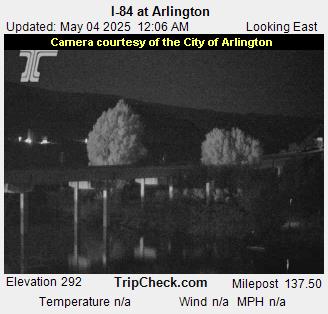 I-84 at Arlington
Updated: May 04 2025 12:06 AM Looking East
Camera courtesy of the City of Arlington
Elevation 292 TripCheck.com Milepost 137.50
Temperature n/a Wind n/a MPH n/a